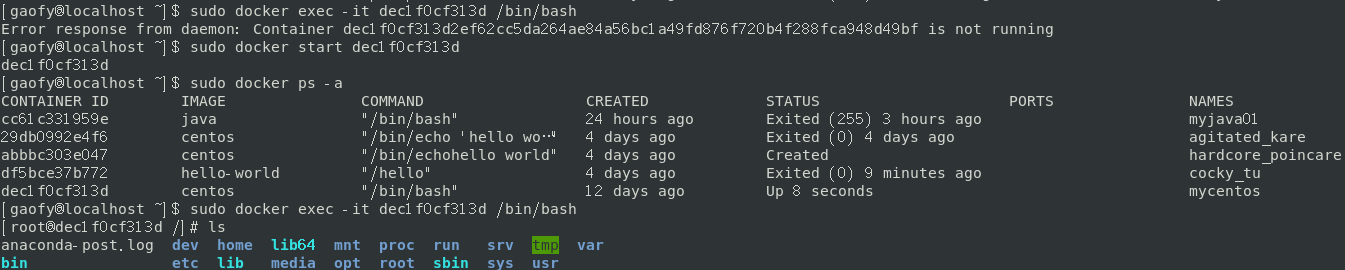 [gaofy@localhost ~]$ sudo docker exec -it dec1f0cf313d /bin/bash
Error response from daemon: Container dec1f0cf313d2ef62cc5da264ae84a56bc1a49fd876f720b4f288fca948d49bf is not running
[gaofy@localhost ~]$ sudo docker start dec1f0cf313d
dec1f0cf313d
[gaofy@localhost ~]$ sudo docker ps -a
CONTAINER ID        IMAGE               COMMAND                  CREATED             STATUS                     PORTS               NAMES
cc61c331959e        java                "/bin/bash"              24 hours ago        Exited (255) 3 hours ago                       myjava01
29db0992e4f6        centos              "/bin/echo 'hello wo…"   4 days ago          Exited (0) 4 days ago                          agitated_kare
abbbc303e047        centos              "/bin/echohello world"   4 days ago          Created                                        hardcore_poincare
df5bce37b772        hello-world         "/hello"                 4 days ago          Exited (0) 9 minutes ago                       cocky_tu
dec1f0cf313d        centos              "/bin/bash"              12 days ago         Up 8 seconds                                   mycentos
[gaofy@localhost ~]$ sudo docker exec -it dec1f0cf313d /bin/bash
[root@dec1f0cf313d /]# ls
anaconda-post.log  dev  home  lib64  mnt  proc  run  srv  tmp  var
bin                etc  lib  media  opt  root  sbin  sys  usr